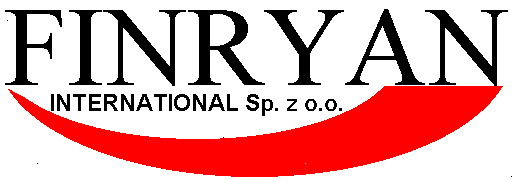 FINRYAN
INTERNATIONAL Sp. z o.o.